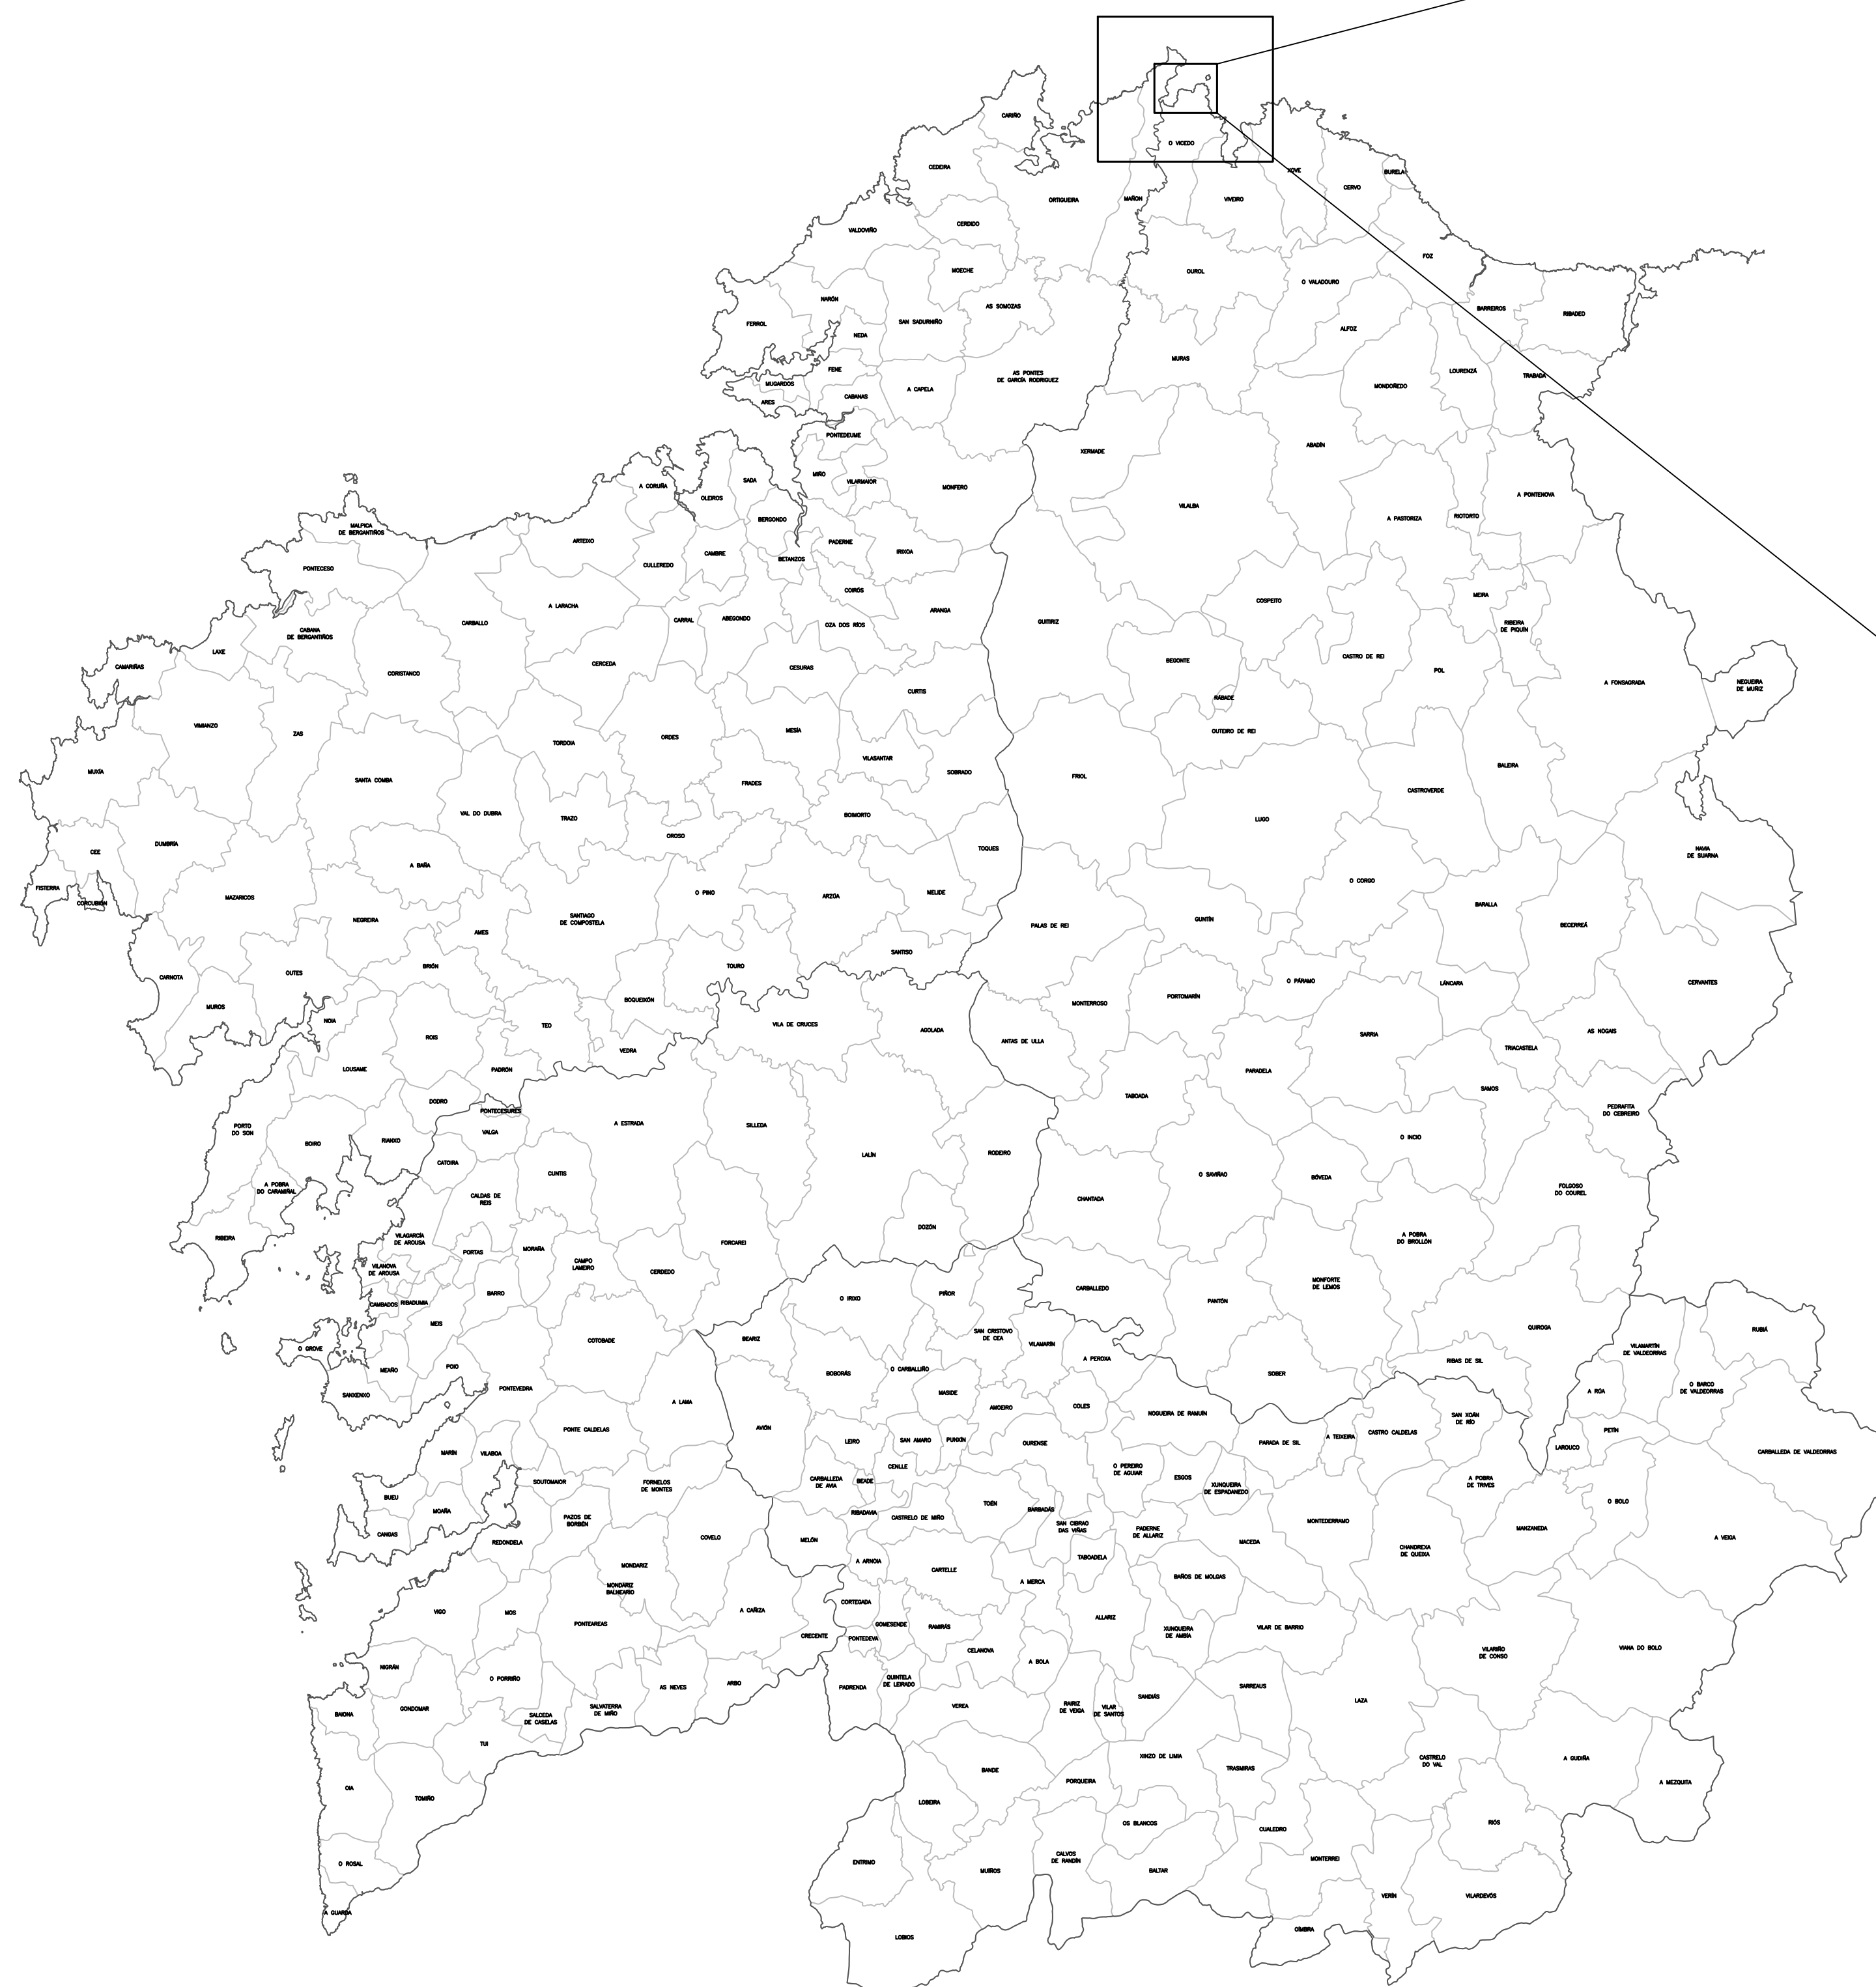 CARIÑO
O VICEDO
CEDEIRA
XOVE
BURELA
CERVO
ORTIGUEIRA
MAÑON
VIVEIRO
CERDIDO
VALDOVIÑO
FOZ
MOECHE
OUROL
O VALADOURO
NARÓN
AS SOMOZAS
BARREIROS
RIBADEO
FERROL
SAN SADURNIÑO
ALFOZ
NEDA
MURAS
FENE
LOURENZÁ
AS PONTES
DE GARCÍA RODRIGUEZ
TRABADA
MUGARDOS
A CAPELA
MONDOÑEDO
ARES
CABANAS
PONTEDEUME
ABADÍN
XERMADE
MIÑO
VILARMAIOR
SADA
A CORUÑA
MONFERO
OLEIROS
A PONTENOVA
VILALBA
BERGONDO
A PASTORIZA
RIOTORTO
MALPICA
DE BERGANTIÑOS
ARTEIXO
PADERNE
CAMBRE
IRIXOA
BETANZOS
PONTECESO
CULLEREDO
COIRÓS
MEIRA
COSPEITO
A LARACHA
ARANGA
CARBALLO
CARRAL
ABEGONDO
OZA DOS RÍOS
GUITIRIZ
RIBEIRA
DE PIQUÍN
CABANA
DE BERGANTIÑOS
LAXE
CAMARIÑAS
CERCEDA
CESURAS
BEGONTE
CASTRO DE REI
POL
CORISTANCO
A FONSAGRADA
NEGUEIRA
DE MUÑIZ
CURTIS
RÁBADE
VIMIANZO
ZAS
MESÍA
OUTEIRO DE REI
ORDES
TORDOIA
VILASANTAR
BALEIRA
MUXÍA
SOBRADO
FRIOL
SANTA COMBA
FRADES
CASTROVERDE
VAL DO DUBRA
TRAZO
BOIMORTO
LUGO
OROSO
DUMBRÍA
CEE
TOQUES
NAVIA
DE SUARNA
A BAÑA
O CORGO
FISTERRA
O PINO
ARZÚA
MELIDE
MAZARICOS
CORCUBIÓN
BARALLA
NEGREIRA
SANTIAGO
DE COMPOSTELA
GUNTÍN
PALAS DE REI
BECERREÁ
AMES
SANTISO
BRIÓN
TOURO
OUTES
CARNOTA
O PÁRAMO
LÁNCARA
CERVANTES
BOQUEIXÓN
PORTOMARÍN
MONTERROSO
MUROS
NOIA
VILA DE CRUCES
AGOLADA
TEO
ROIS
SARRIA
AS NOGAIS
ANTAS DE ULLA
TRIACASTELA
VEDRA
LOUSAME
PADRÓN
PARADELA
SAMOS
TABOADA
DODRO
PONTECESURES
PEDRAFITA
DO CEBREIRO
A ESTRADA
SILLEDA
PORTO
DO SON
VALGA
RIANXO
BOIRO
O INCIO
LALÍN
RODEIRO
CATOIRA
CUNTIS
O SAVIÑAO
BÓVEDA
A POBRA
DO CARAMIÑAL
FOLGOSO
DO COUREL
CALDAS DE
REIS
CHANTADA
DOZÓN
VILAGARCÍA
DE AROUSA
RIBEIRA
A POBRA
DO BROLLÓN
FORCAREI
MORAÑA
PORTAS
CAMPO
LAMEIRO
VILANOVA
DE AROUSA
CERDEDO
MONFORTE
DE LEMOS
CARBALLEDO
BARRO
PIÑOR
O IRIXO
PANTÓN
CAMBADOS
RIBADUMIA
MEIS
QUIROGA
RUBIÁ
SAN CRISTOVO
DE CEA
BEARIZ
COTOBADE
VILAMARÍN
VILAMARTÍN
DE VALDEORRAS
O GROVE
A PEROXA
RIBAS DE SIL
POIO
MEAÑO
O CARBALLIÑO
BOBORÁS
SOBER
O BARCO
DE VALDEORRAS
PONTEVEDRA
A RÚA
MASIDE
SANXENXO
A LAMA
COLES
AMOEIRO
NOGUEIRA DE RAMUÍN
SAN XOÁN
DE RÍO
AVIÓN
PONTE CALDELAS
CASTRO CALDELAS
PETÍN
A TEIXEIRA
LEIRO
SAN AMARO
PUNXÍN
OURENSE
PARADA DE SIL
LAROUCO
CARBALLEDA DE VALDEORRAS
MARÍN
VILABOA
CENLLE
O PEREIRO
DE AGUIAR
ESGOS
SOUTOMAIOR
FORNELOS
DE MONTES
CARBALLEDA
DE AVIA
BEADE
XUNQUEIRA
DE ESPADANEDO
A POBRA
DE TRIVES
BUEU
MOAÑA
TOÉN
BARBADÁS
O BOLO
RIBADAVIA
CASTRELO DE MIÑO
PAZOS DE
BORBÉN
SAN CIBRAO
DAS VIÑAS
MONTEDERRAMO
CANGAS
PADERNE
DE ALLARIZ
MANZANEDA
A VEIGA
COVELO
MELÓN
REDONDELA
MACEDA
CHANDREXA
DE QUEIXA
A ARNOIA
TABOADELA
MONDARIZ
CARTELLE
A MERCA
BAÑOS DE MOLGAS
MONDARIZ
BALNEARIO
CORTEGADA
VIGO
MOS
A CAÑIZA
ALLARIZ
PONTEAREAS
GOMESENDE
RAMIRÁS
XUNQUEIRA
DE AMBÍA
VILAR DE BARRIO
CRECENTE
PONTEDEVA
CELANOVA
VILARIÑO
DE CONSO
VIANA DO BOLO
A BOLA
NIGRÁN
O PORRIÑO
QUINTELA
DE LEIRADO
PADRENDA
AS NEVES
ARBO
SARREAUS
SANDIÁS
LAZA
RAIRIZ
DE VEIGA
VILAR
DE SANTOS
VEREA
GONDOMAR
SALVATERRA
DE MIÑO
BAIONA
SALCEDA
DE CASELAS
TUI
XINZO DE LIMIA
CASTRELO
DO VAL
A GUDIÑA
BANDE
TRASMIRAS
PORQUEIRA
A MEZQUITA
OIA
TOMIÑO
LOBEIRA
OS BLANCOS
RIÓS
CUALEDRO
CALVOS
DE RANDÍN
MONTERREI
ENTRIMO
O ROSAL
MUÍÑOS
BALTAR
VERÍN
VILARDEVÓS
A GUARDA
OÍMBRA
LOBIOS